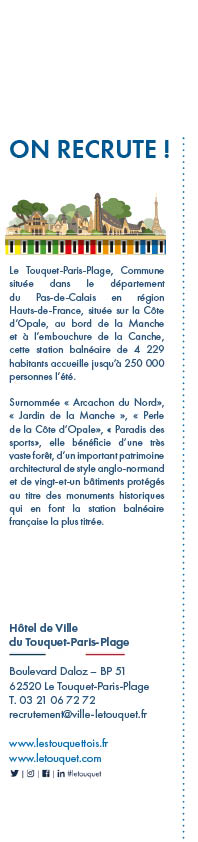 ON RECRUTE !
Le Touquet-Paris-Plage, Commune
située dans le département
du Pas-de-Calais en région
Hauts-de-France, située sur la Côte
d'Opale, au bord de la Manche
et à l'embouchure de la Canche,
cette station balnéaire de 4 229
habitants accueille jusqu'à 250 000
personnes l'été.
Surnommée « Arcachon du Nord»,
« Jardin de la Manche », « Perle
de la Côte d'Opale», « Paradis des
sports», elle bénéficie d'une très
vaste forêt, d'un important patrimoine
architectural de style anglo-normand
et de vingt-et-un bâtiments protégés
au titre des monuments historiques
qui en font la station balnéaire
française la plus titrée.
Hôtel de Ville
du Touquet-Paris-Plage
Boulevard Daloz – BP 51
62520 Le Touquet-Paris-Plage
T. 03 21 06 72 72
recrutement@ville-letouquet.fr
www.lestouquettois.fr
www.letouquet.com
| | | in #letouquet